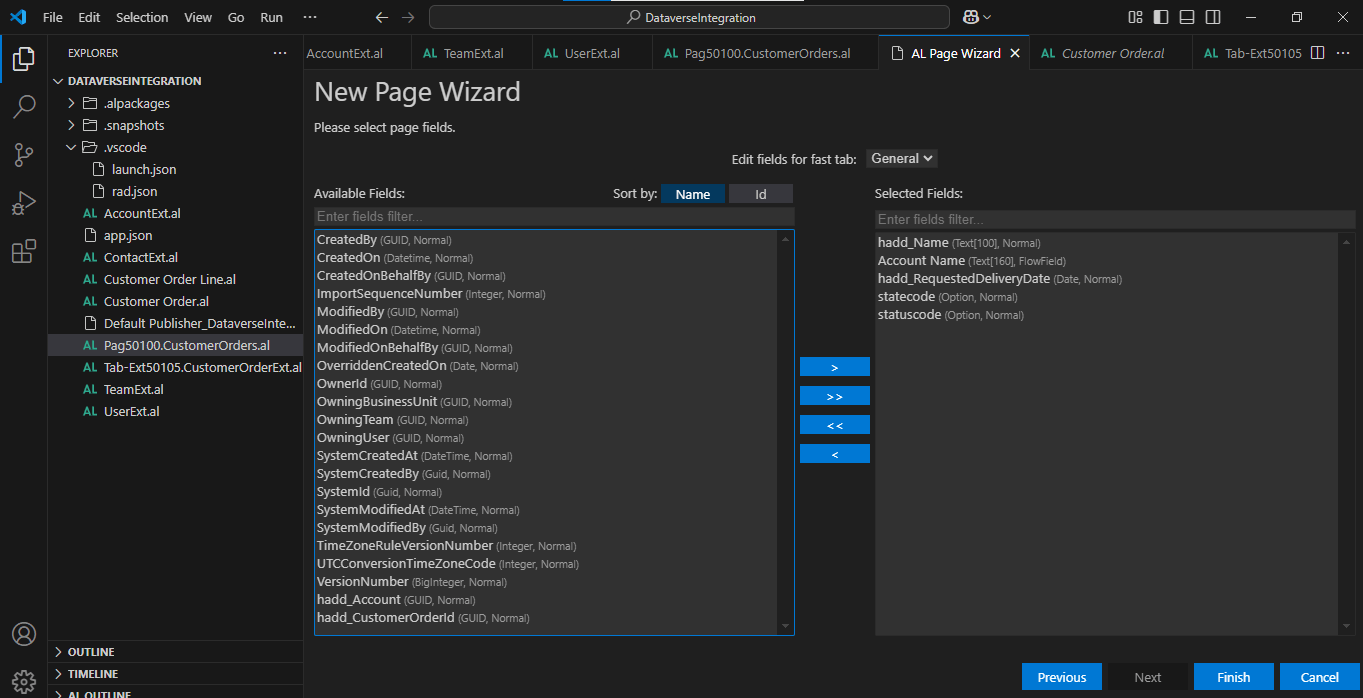 File Edit Selection View Go Run ···
DataverseIntegration
EXPLORER ···
DATAVERSEINTEGRATION
.alpackages
.snapshots
.vscode
launch.json
rad.json
AL AccountExt.al
app.json
AL ContactExt.al
AL Customer Order Line.al
AL Customer Order.al
Default Publisher_DataverseInte...
AL Pag50100.CustomerOrders.al
AL Tab-Ext50105.CustomerOrderExt.al
AL TeamExt.al
AL UserExt.al
OUTLINE
TIMELINE
AL OUTLINE
AccountExt.al AL TeamExt.al AL UserExt.al AL Pag50100.CustomerOrders.al AL Page Wizard AL Customer Order.al AL Tab-Ext50105 ···
New Page Wizard
Please select page fields.
Edit fields for fast tab: General
Available Fields: Sort by: Name Id
Enter fields filter...
CreatedBy (GUID, Normal)
CreatedOn (Datetime, Normal)
CreatedOnBehalfBy (GUID, Normal)
ImportSequenceNumber (Integer, Normal)
ModifiedBy (GUID, Normal)
ModifiedOn (Datetime, Normal)
ModifiedOnBehalfBy (GUID, Normal)
OverriddenCreatedOn (Date, Normal)
OwnerId (GUID, Normal)
OwningBusinessUnit (GUID, Normal)
OwningTeam (GUID, Normal)
OwningUser (GUID, Normal)
SystemCreatedAt (DateTime, Normal)
SystemCreatedBy (Guid, Normal)
SystemId (Guid, Normal)
SystemModifiedAt (DateTime, Normal)
SystemModifiedBy (Guid, Normal)
TimeZoneRuleVersionNumber (Integer, Normal)
UTCConversionTimeZoneCode (Integer, Normal)
VersionNumber (BigInteger, Normal)
hadd_Account (GUID, Normal)
hadd_CustomerOrderId (GUID, Normal)
>
>>
<<
<
Selected Fields:
Enter fields filter...
hadd_Name (Text[100], Normal)
Account Name (Text[160], FlowField)
hadd_RequestedDeliveryDate (Date, Normal)
statecode (Option, Normal)
statuscode (Option, Normal)
Previous Next Finish Cancel